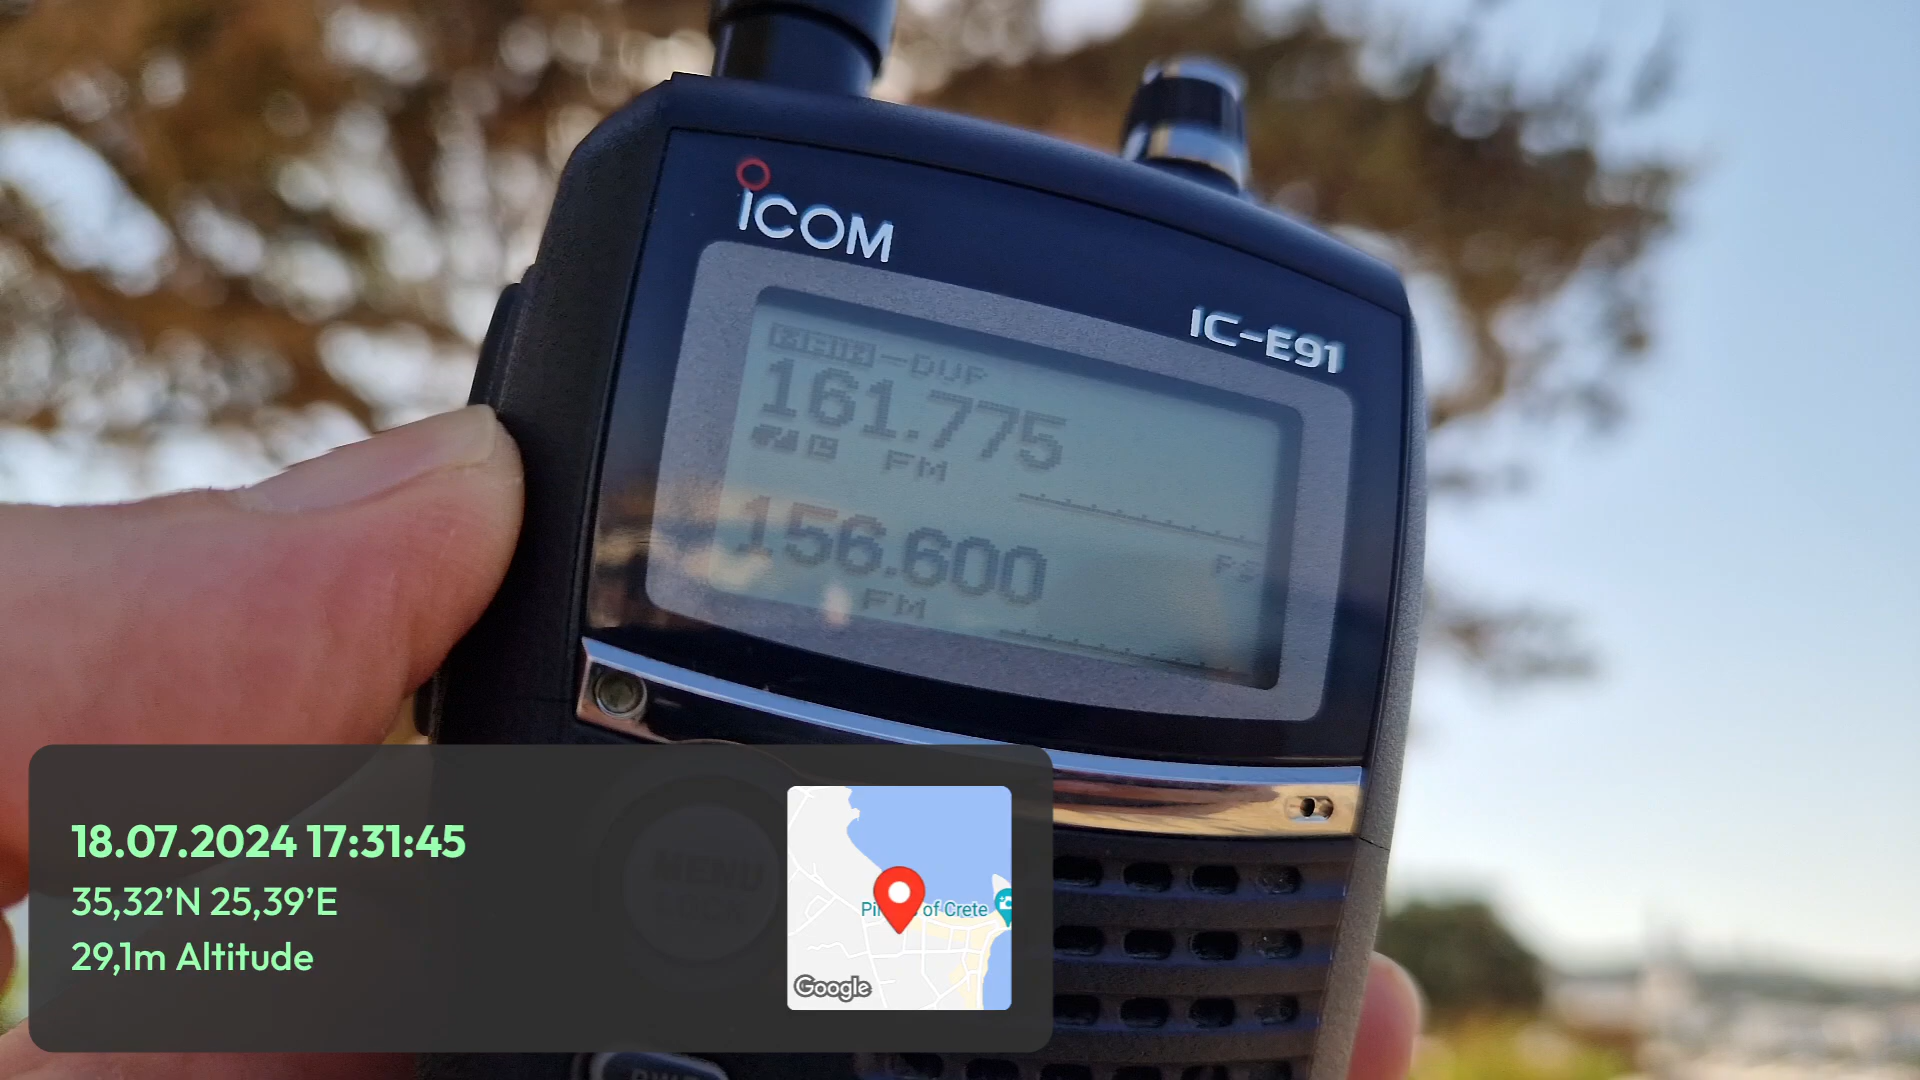 ICOM
IC-E91
-DUP
161.775
FM
156.600
FM
MENU
18.07.2024 17:31:45
35,32’N 25,39’E
29,1m Altitude
of Crete
Google